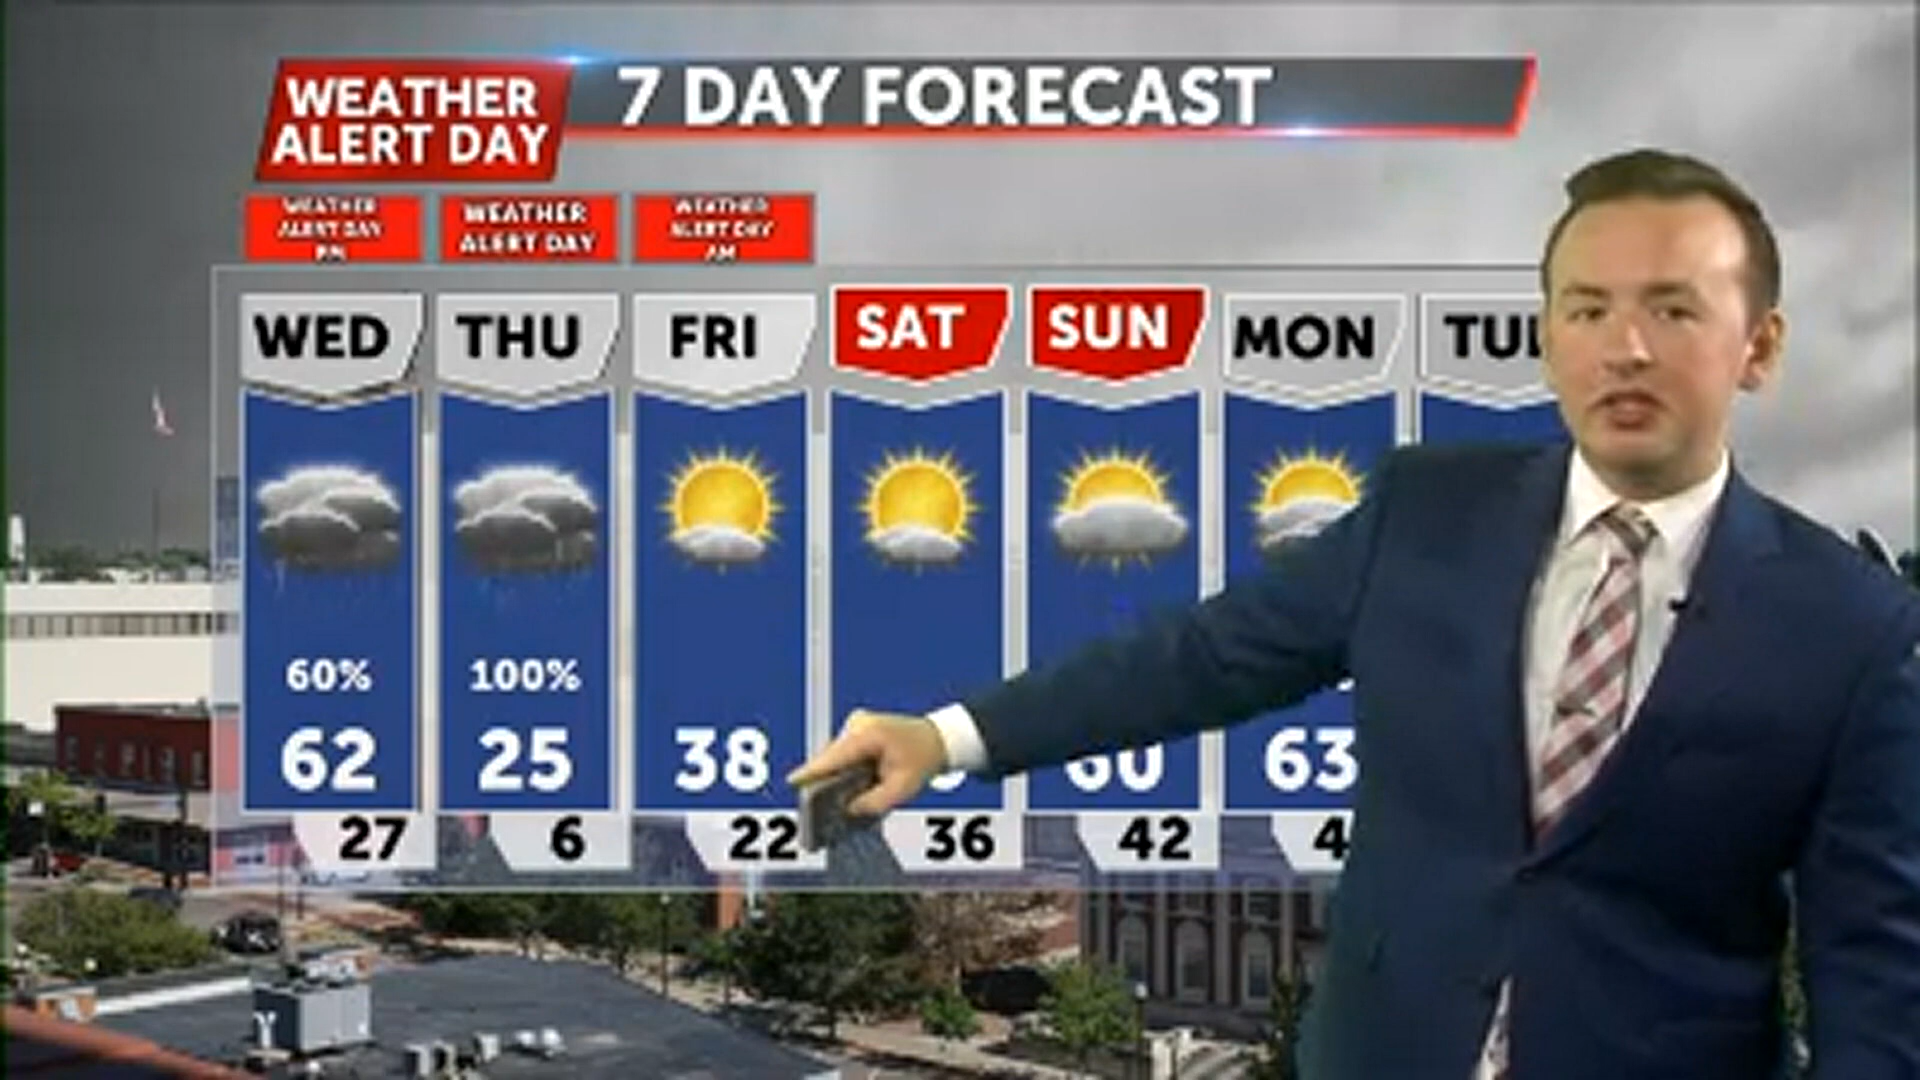 WEATHER
ALERT DAY
7 DAY FORECAST
WEATHER
ALERT DAY
PM
WEATHER
ALERT DAY
WEATHER
ALERT DAY
AM
WED THU FRI SAT SUN MON
60% 100%
62 25 38 60 63
27 6 22 36 42